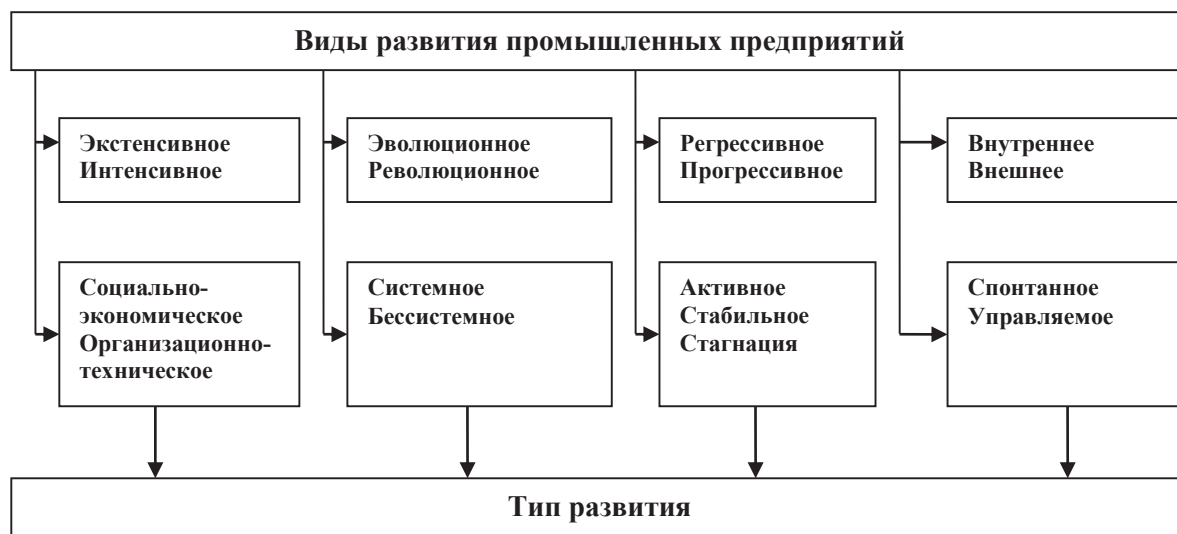 Виды развития промышленных предприятий
Экстенсивное
Интенсивное
Эволюционное
Революционное
Регрессивное
Прогрессивное
Внутреннее
Внешнее
Социально-
экономическое
Организационно-
техническое
Системное
Бессистемное
Активное
Стабильное
Стагнация
Спонтанное
Управляемое
Тип развития